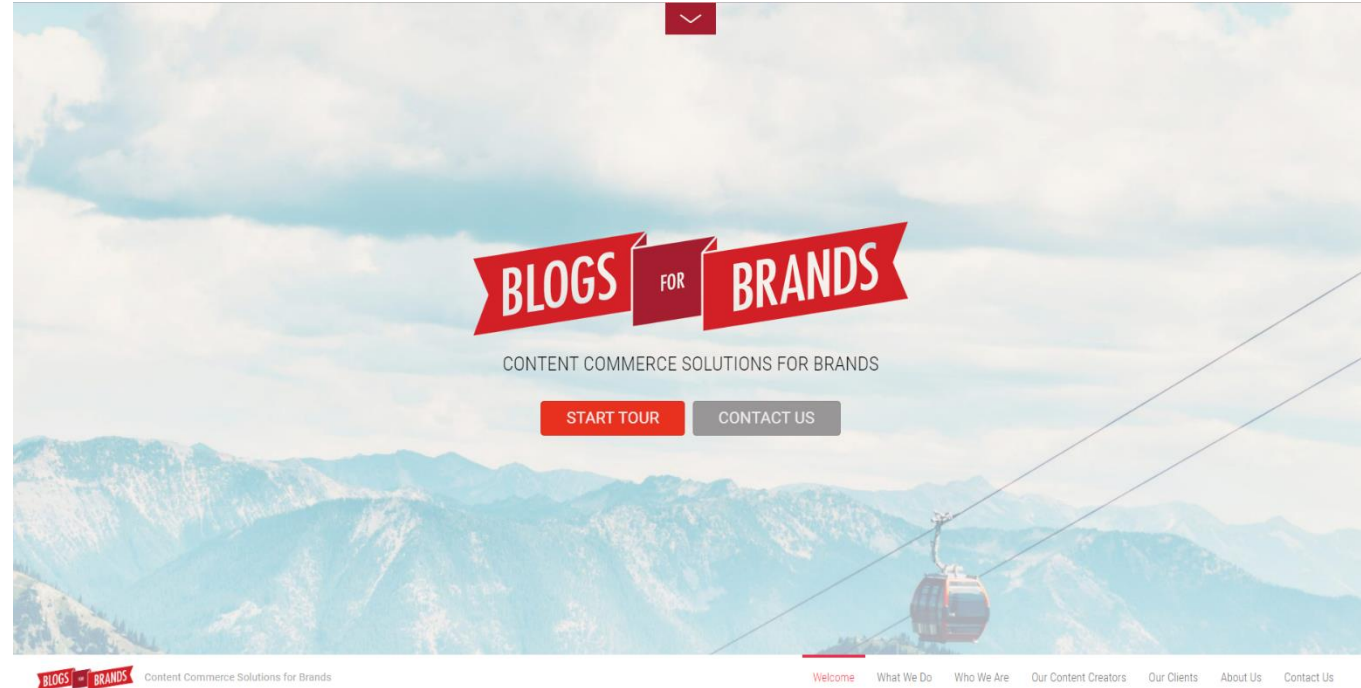 BLOGS FOR BRANDS
CONTENT COMMERCE SOLUTIONS FOR BRANDS
START TOUR CONTACT US
BLOGS FOR BRANDS Content Commerce Solutions for Brands Welcome What We Do Who We Are Our Content Creators Our Clients About Us Contact Us